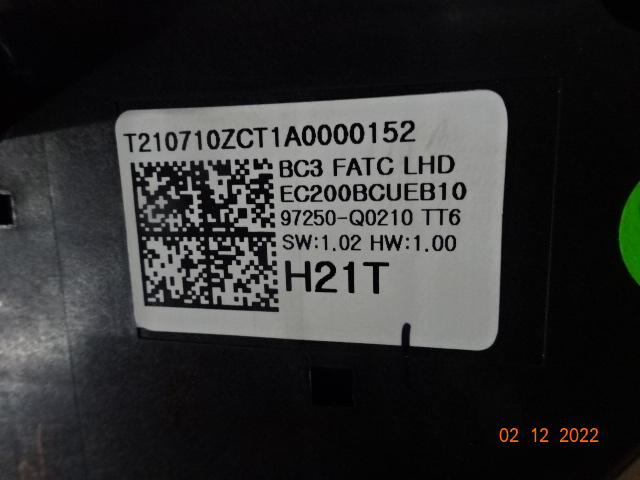 T210710ZCT1A0000152
BC3 FATC LHD
EC200BCUEB10
97250-Q0210 TT6
SW:1.02 HW:1.00
H21T
02 12 2022